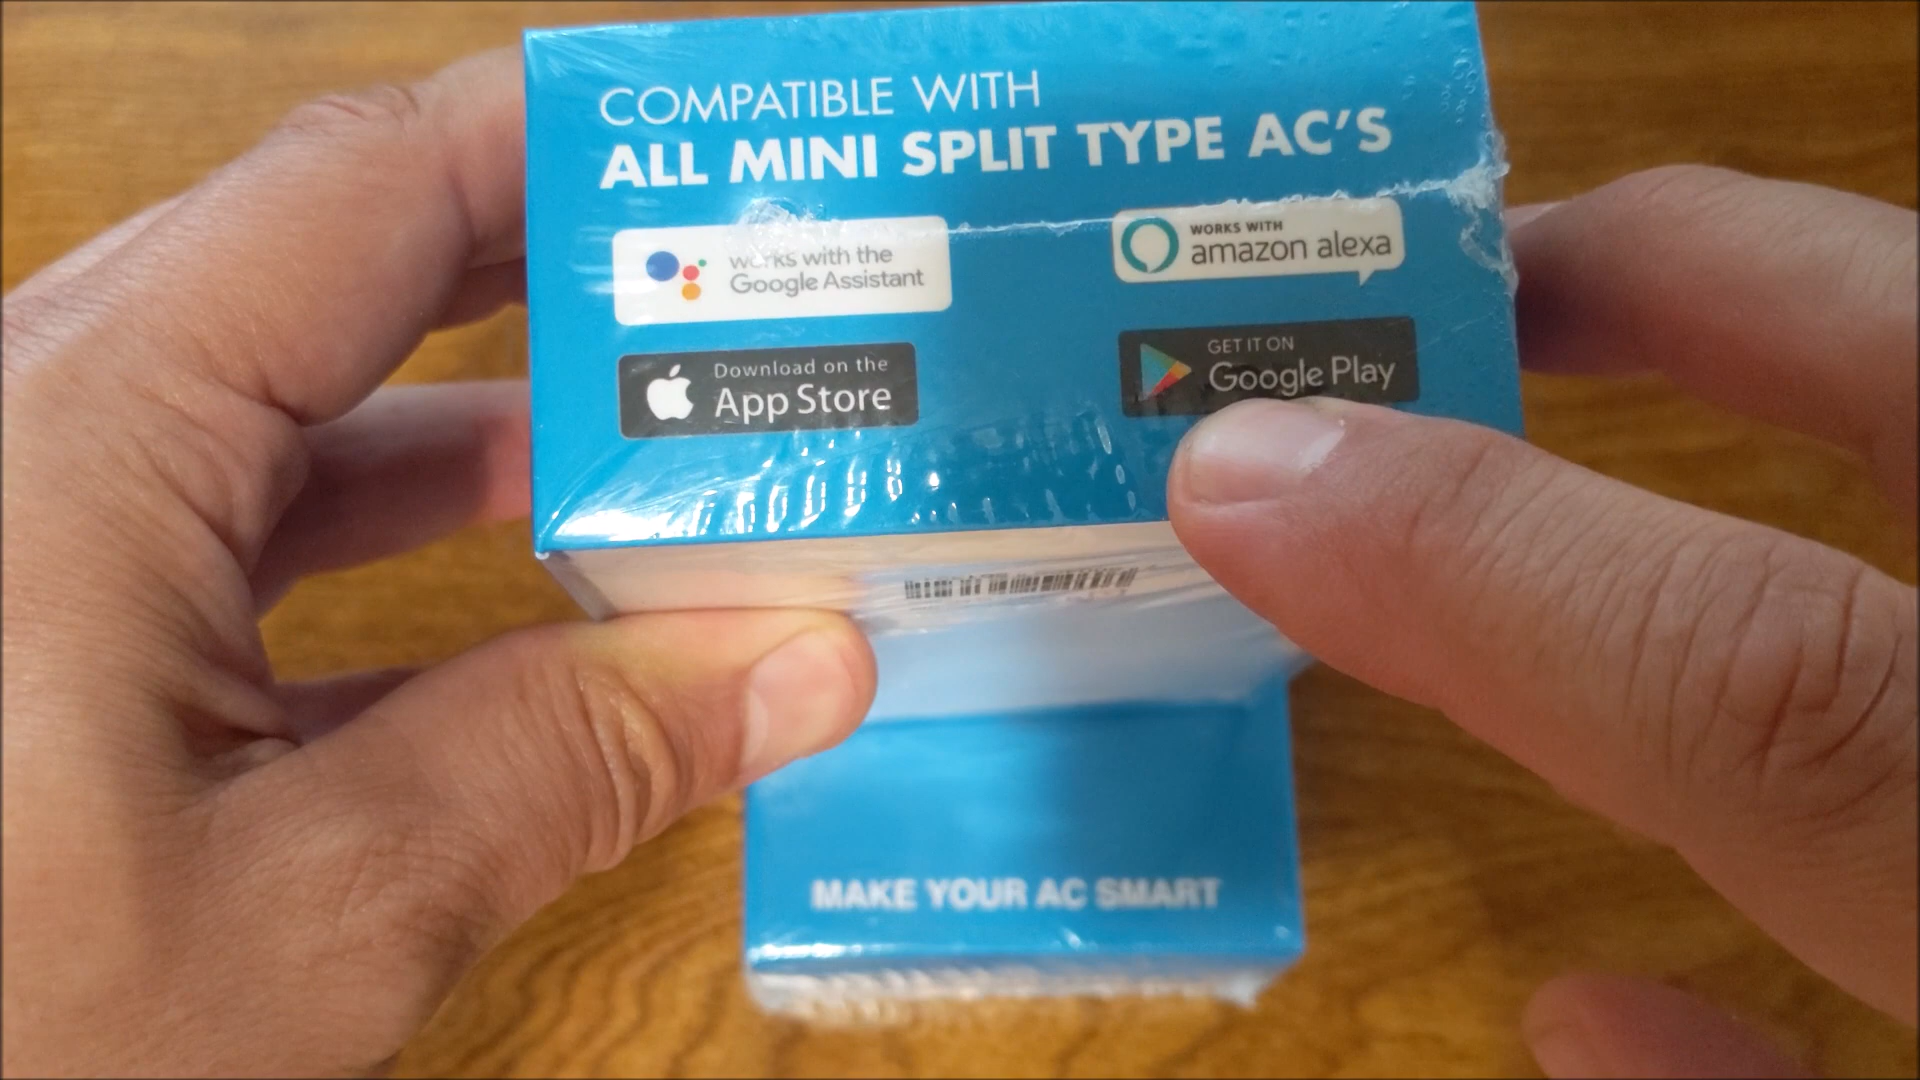 COMPATIBLE WITH
ALL MINI SPLIT TYPE AC'S
works with the
Google Assistant
WORKS WITH
amazon alexa
Download on the
App Store
GET IT ON
Google Play
MAKE YOUR AC SMART